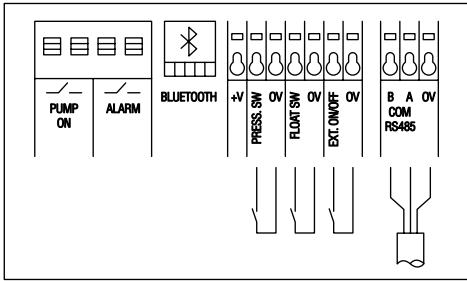 PUMP
ON
ALARM
BLUETOOTH
+V
PRESS. SW
0V
FLOAT SW
0V
EXT. ON/OFF
0V
B A 0V
COM
RS485